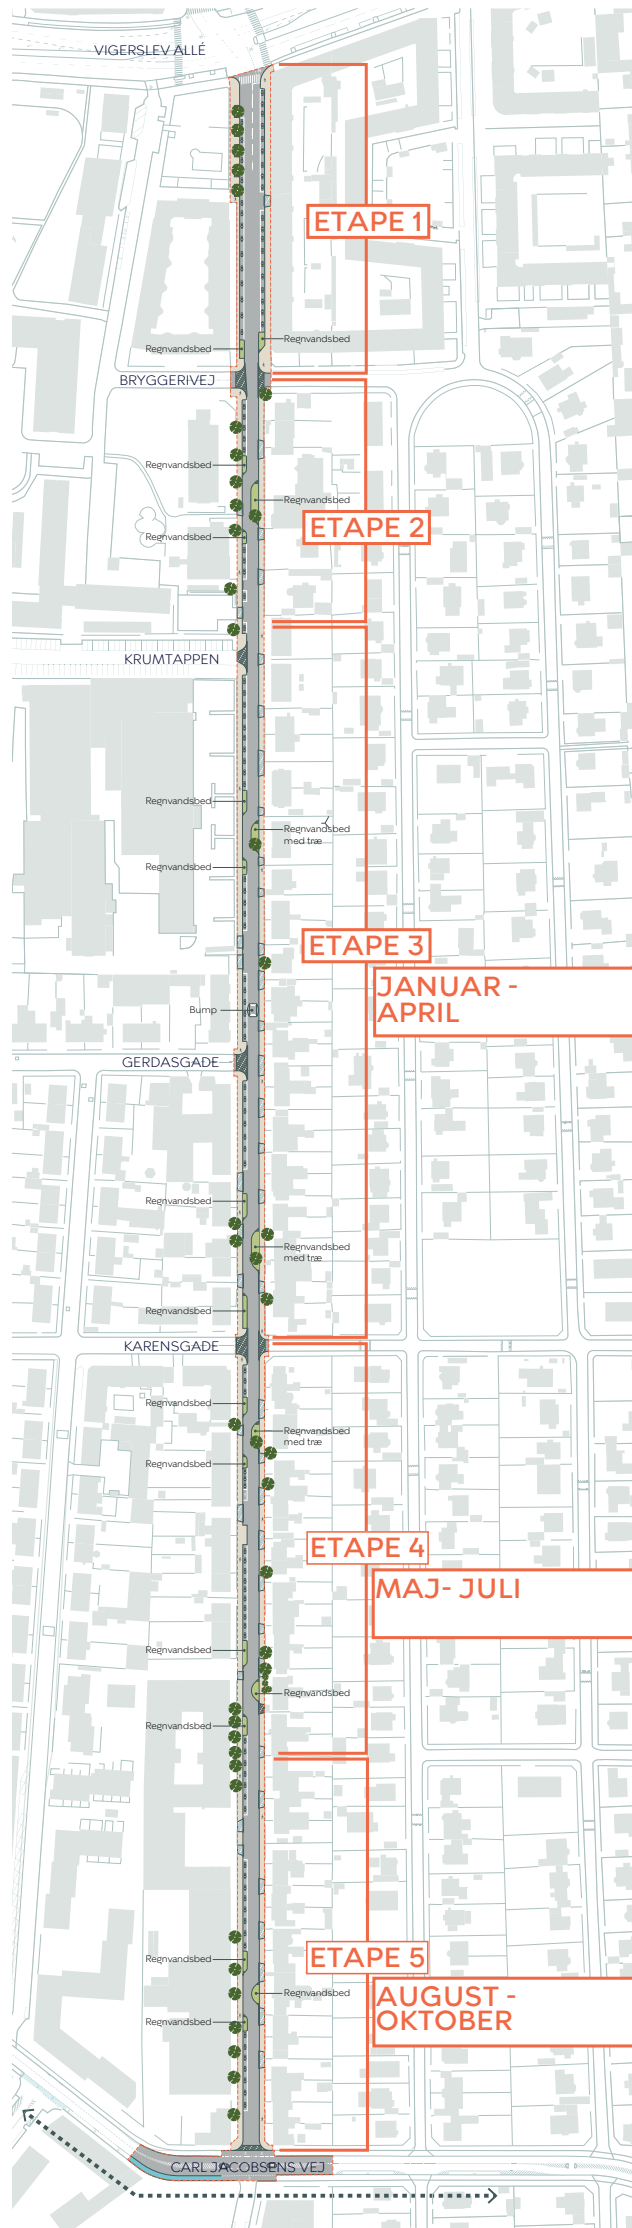 VIGERSLEV ALLÉ
ETAPE 1
Regnvandsbed
Regnvandsbed
BRYGGERIVEJ
Regnvandsbed
Regnvandsbed
ETAPE 2
Regnvandsbed
KRUMTAPPEN
Regnvandsbed
Regnvandsbed
med træ
Regnvandsbed
ETAPE 3
JANUAR -
APRIL
Bump
GERDASGADE
Regnvandsbed
Regnvandsbed
med træ
Regnvandsbed
KARENSGADE
Regnvandsbed
Regnvandsbed
med træ
Regnvandsbed
ETAPE 4
MAJ- JULI
Regnvandsbed
Regnvandsbed
Regnvandsbed
ETAPE 5
Regnvandsbed
Regnvandsbed
AUGUST -
OKTOBER
Regnvandsbed
CARL JACOBSENS VEJ